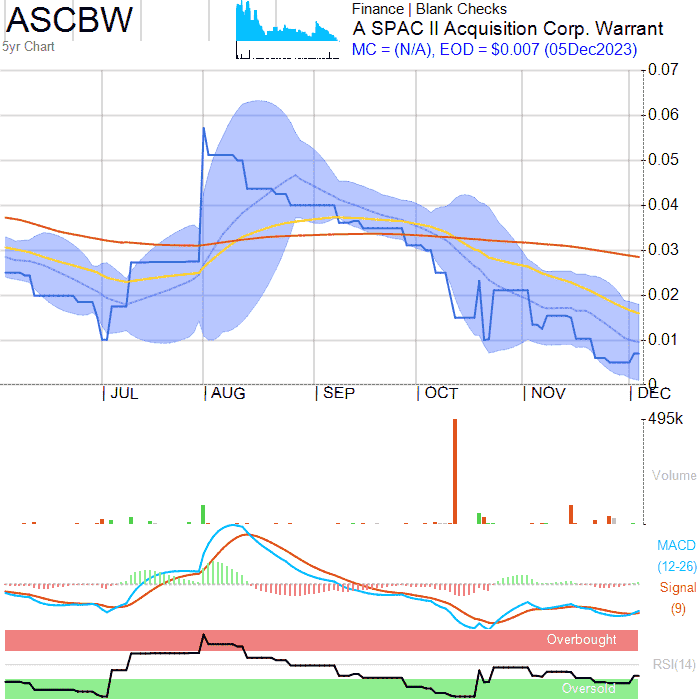 ASCBW
5yr Chart
Finance | Blank Checks
A SPAC II Acquisition Corp. Warrant
MC = (N/A), EOD = $0.007 (05Dec2023)
0.07
0.06
0.05
0.04
0.03
0.02
0.01
0
| JUL | AUG | SEP | OCT | NOV | DEC
495k
Volume
MACD
(12-26)
Signal
(9)
Overbought
RSI(14)
Oversold